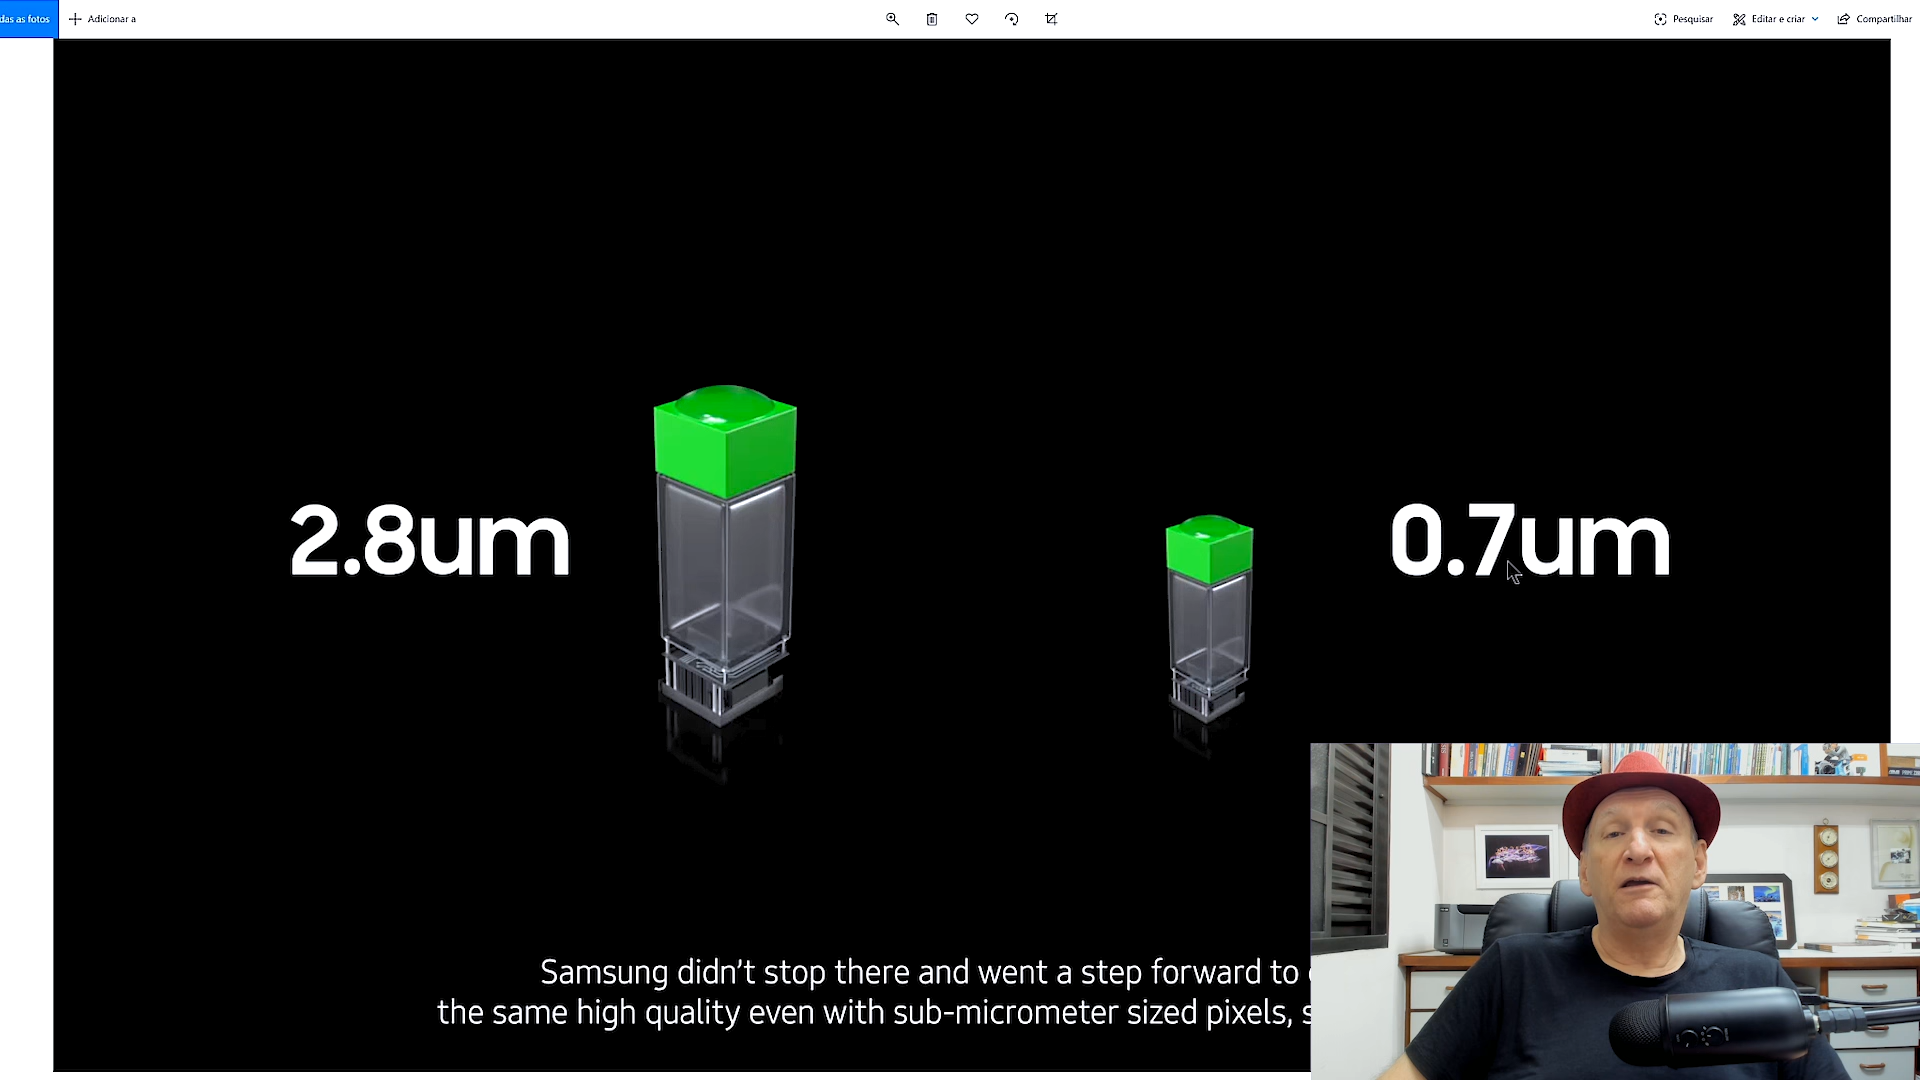 das as fotos
Adicionar a
Pesquisar
Editar e criar
Compartilhar
2.8um
0.7um
Samsung didn't stop there and went a step forward to
the same high quality even with sub-micrometer sized pixels,